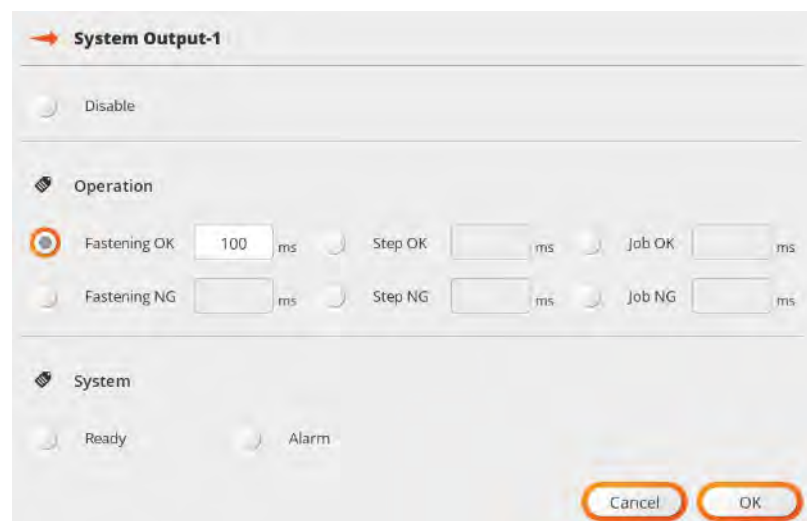 System Output-1
Disable
Operation
Fastening OK 100 ms Step OK ms Job OK ms
Fastening NG ms Step NG ms Job NG ms
System
Ready Alarm
Cancel OK